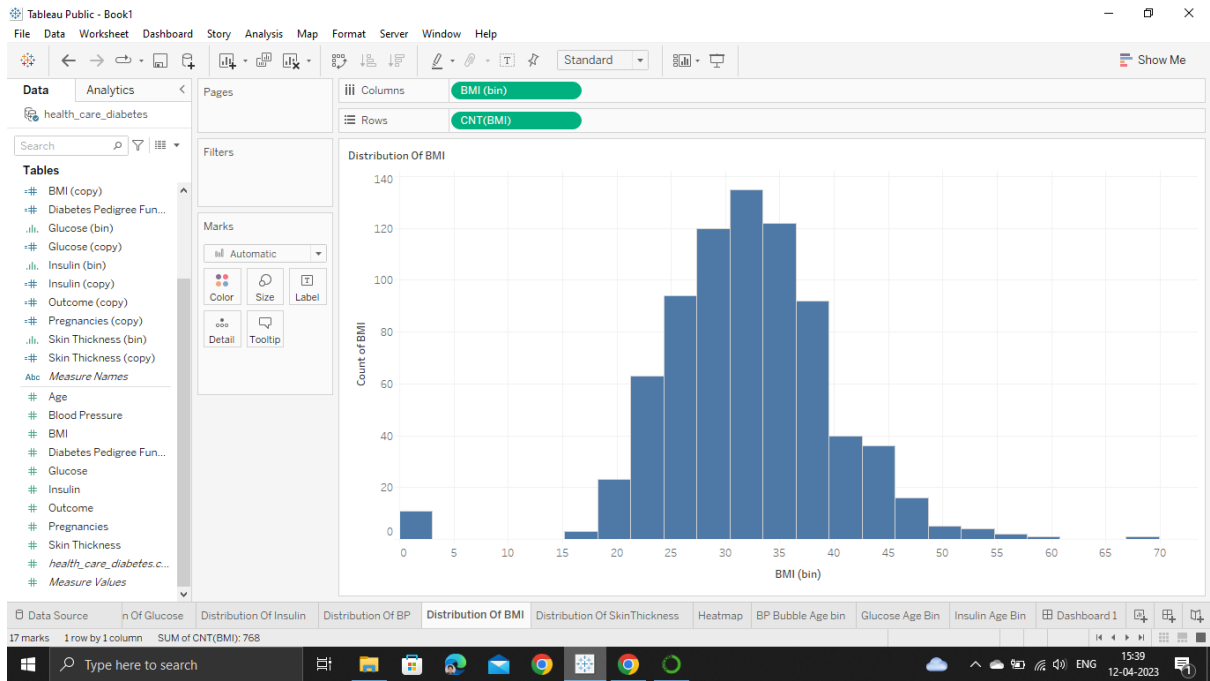 Tableau Public - Book1
File Data Worksheet Dashboard Story Analysis Map Format Server Window Help
Standard
Show Me
Data Analytics
Pages
Columns BMI (bin)
health_care_diabetes
Rows CNT(BMI)
Search
Filters
Distribution Of BMI
Tables
BMI (copy)
Diabetes Pedigree Fun...
Glucose (bin)
Glucose (copy)
Insulin (bin)
Insulin (copy)
Outcome (copy)
Pregnancies (copy)
Skin Thickness (bin)
Skin Thickness (copy)
Abc Measure Names
Age
Blood Pressure
BMI
Diabetes Pedigree Fun...
Glucose
Insulin
Outcome
Pregnancies
Skin Thickness
health_care_diabetes.c...
Measure Values
Marks
Automatic
Color Size Label
Detail Tooltip
Count of BMI
140
120
100
80
60
40
20
0
0 5 10 15 20 25 30 35 40 45 50 55 60 65 70
BMI (bin)
Data Source n Of Glucose Distribution Of Insulin Distribution Of BP Distribution Of BMI Distribution Of SkinThickness Heatmap BP Bubble Age bin Glucose Age Bin Insulin Age Bin Dashboard 1
17 marks 1 row by 1 column SUM of CNT(BMI): 768
Type here to search
ENG
15:39
12-04-2023
1